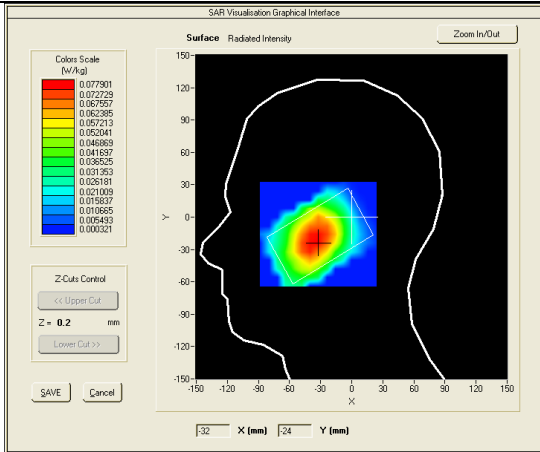 SAR Visualisation Graphical Interface
Surface Radiated Intensity
Zoom In/Out
Colors Scale
(W/kg)
0.077901
0.072729
0.067557
0.062385
0.057213
0.052041
0.046869
0.041697
0.036525
0.031353
0.026181
0.021009
0.015837
0.010665
0.005493
0.000321
Z-Cuts Control
<< Upper Cut
Z = 0.2 mm
Lower Cut >>
SAVE Cancel
150
120
90
60
30
0
-30
-60
-90
-120
-150
Y
-150 -120 -90 -60 -30 0 30 60 90 120 150
X
-32 X (mm) -24 Y (mm)